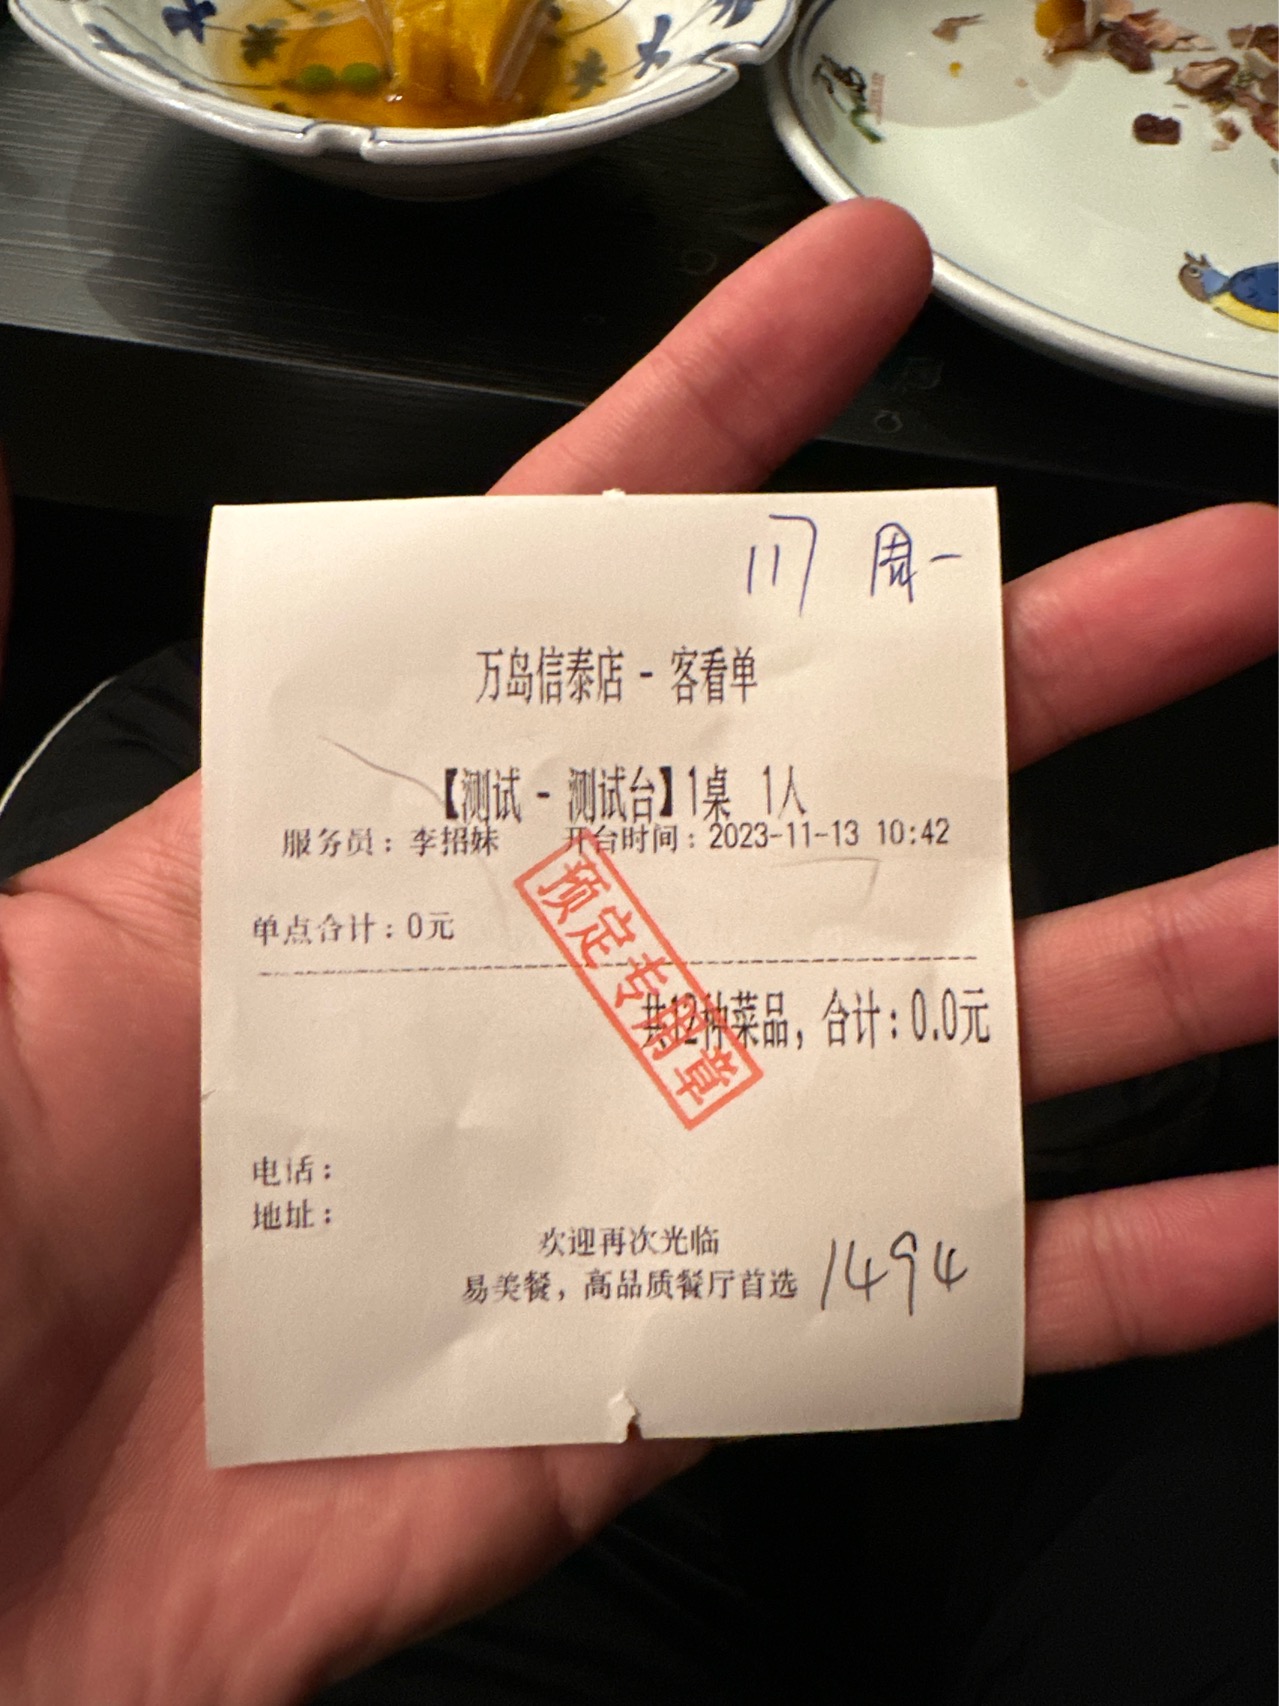 117 周一
万岛信泰店 - 客看单
【测试 - 测试台】1桌 1人
服务员：李招妹 开台时间：2023-11-13 10:42
单点合计：0元
预定专用章
共12种菜品，合计：0.0元
电话：
地址：
欢迎再次光临
易美餐，高品质餐厅首选
1494